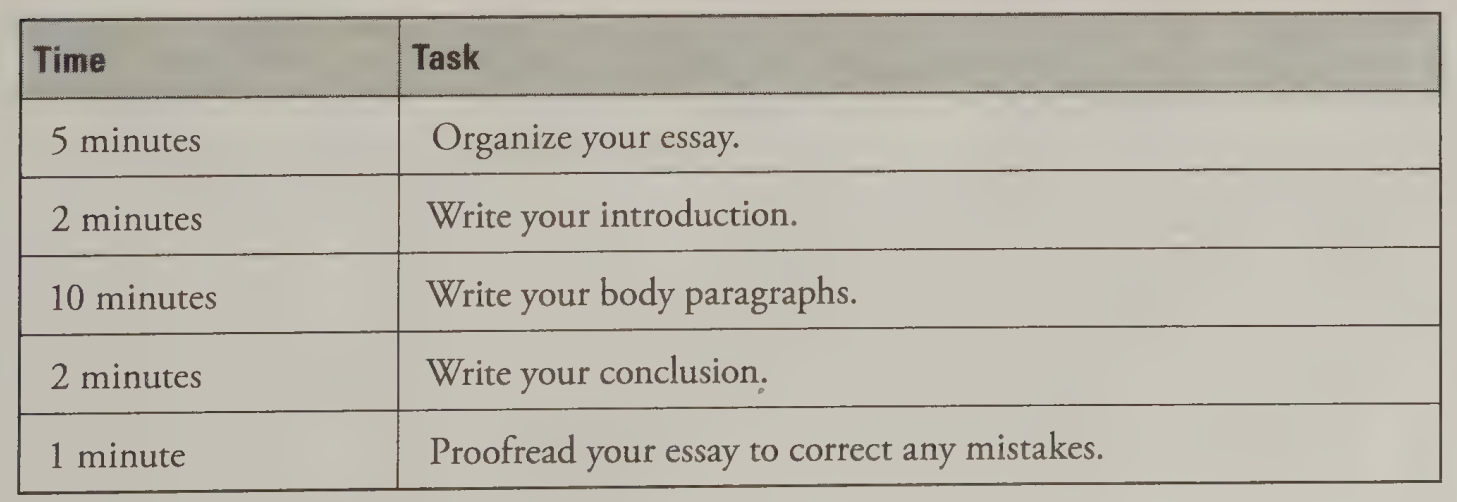 Time Task
5 minutes Organize your essay.
2 minutes Write your introduction.
10 minutes Write your body paragraphs.
2 minutes Write your conclusion.
1 minute Proofread your essay to correct any mistakes.